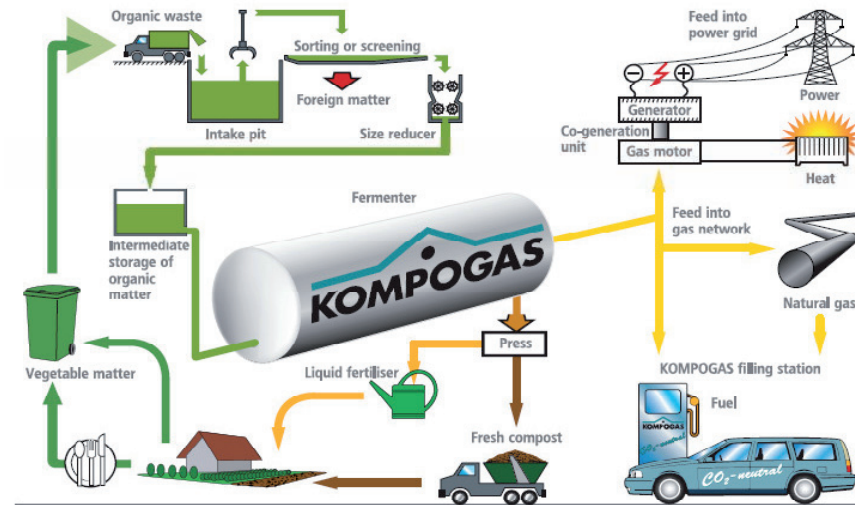 Organic waste
Sorting or screening
Foreign matter
Intake pit
Size reducer
Feed into
power grid
Power
Generator
Co-generation
unit
Gas motor
Heat
Intermediate
storage of
organic
matter
Fermenter
KOMPOGAS
Feed into
gas network
Natural gas
Press
Liquid fertiliser
Vegetable matter
Fresh compost
KOMPOGAS filling station
Fuel
KOMPOGAS
CO2-neutral
CO2-neutral